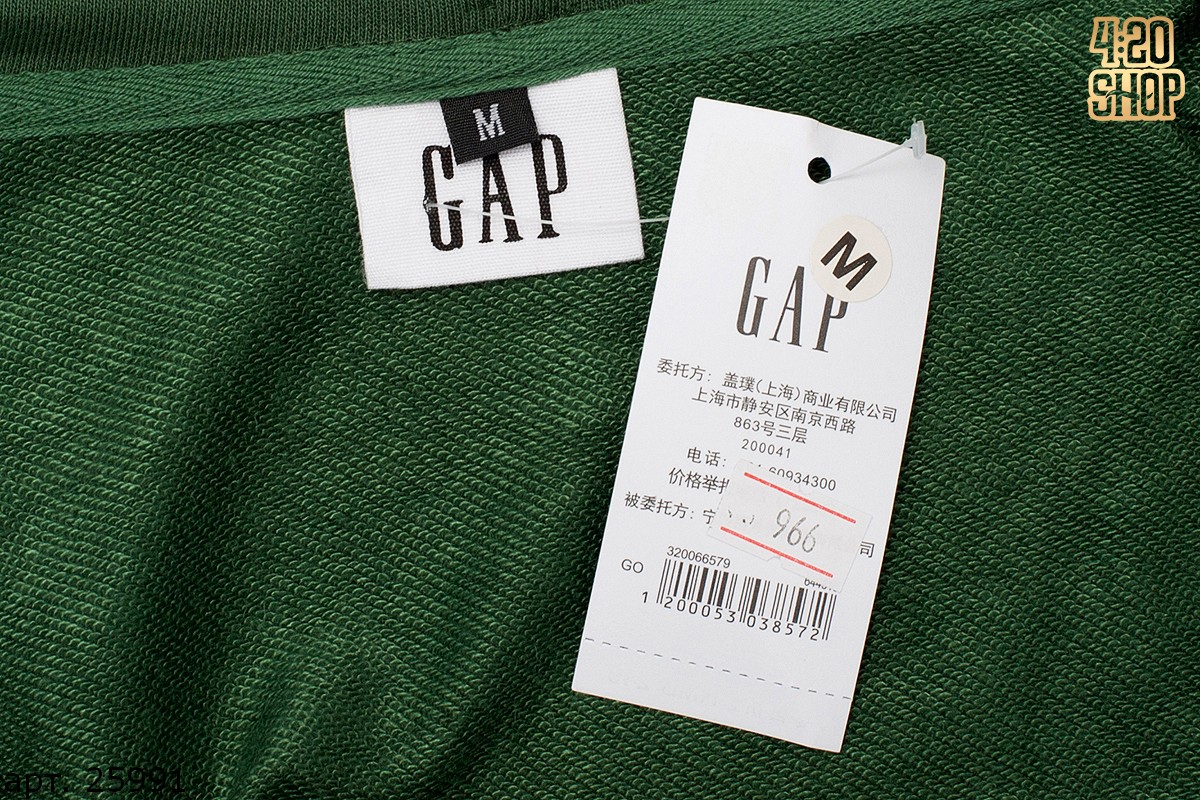 4:20
SHOP
M
GAP
M
GAP
委托方：盖璞(上海)商业有限公司
上海市静安区南京西路
863号三层
200041
电话： 60934300
价格举
被委托方：宁 司
966
320066579
GO
1 200053 038572
арт. 25991